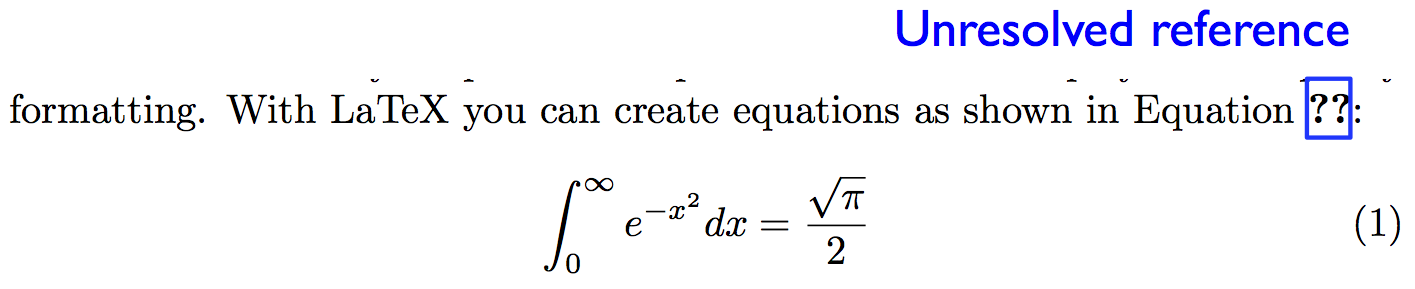 Unresolved reference
formatting. With LaTeX you can create equations as shown in Equation ??:
∫₀^∞ e^{-x²} dx = √π/2 (1)